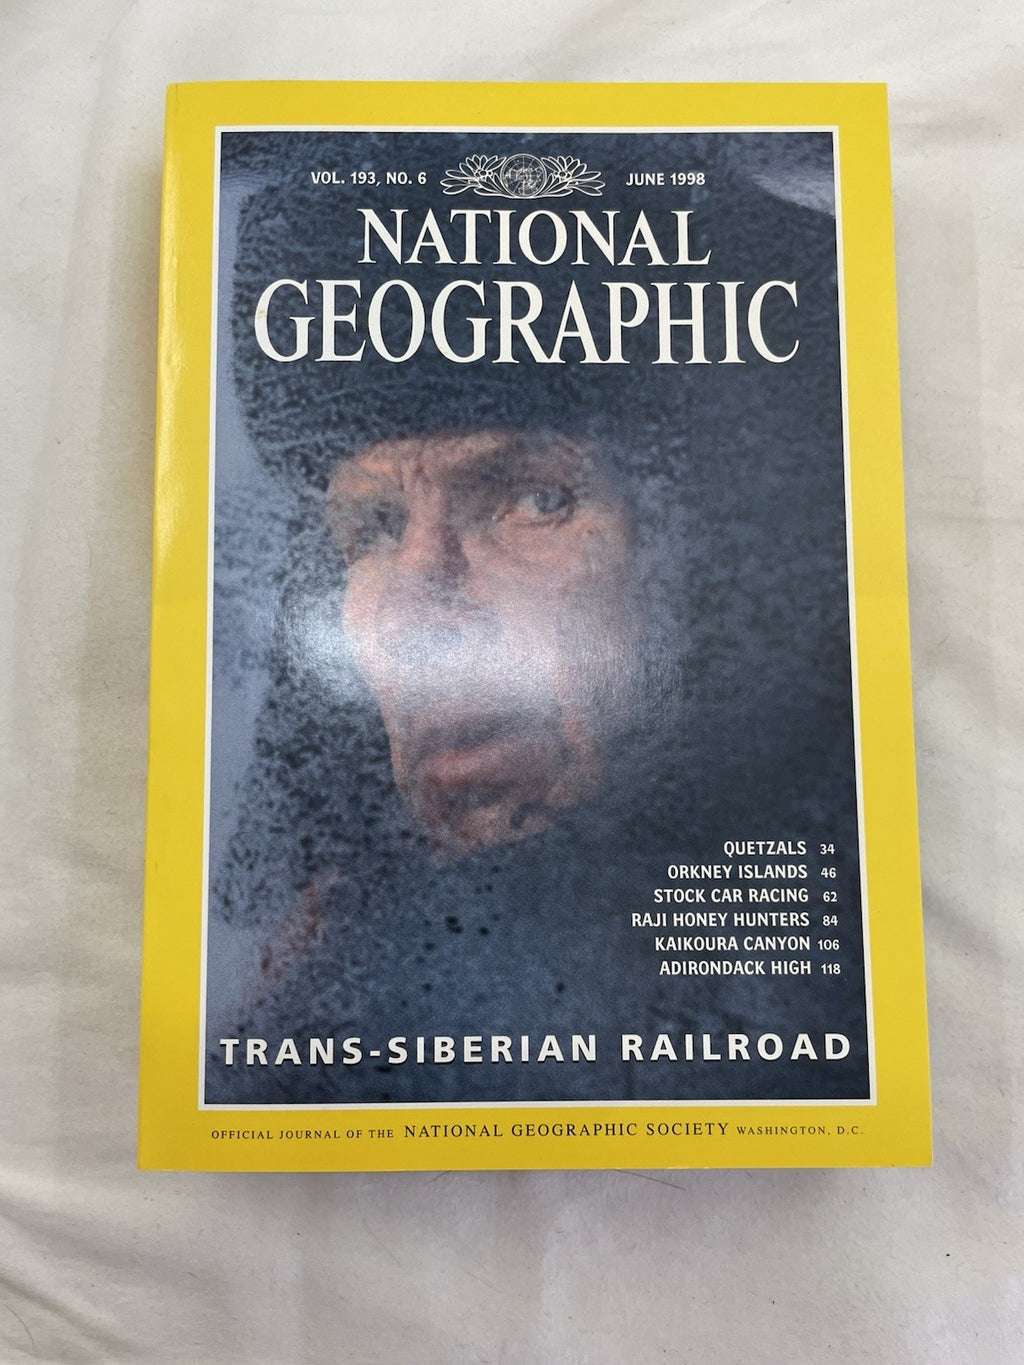 VOL. 193, NO. 6 JUNE 1998
NATIONAL
GEOGRAPHIC
QUETZALS 34
ORKNEY ISLANDS 46
STOCK CAR RACING 62
RAJI HONEY HUNTERS 84
KAIKOURA CANYON 106
ADIRONDACK HIGH 118
TRANS-SIBERIAN RAILROAD
OFFICIAL JOURNAL OF THE NATIONAL GEOGRAPHIC SOCIETY WASHINGTON, D.C.